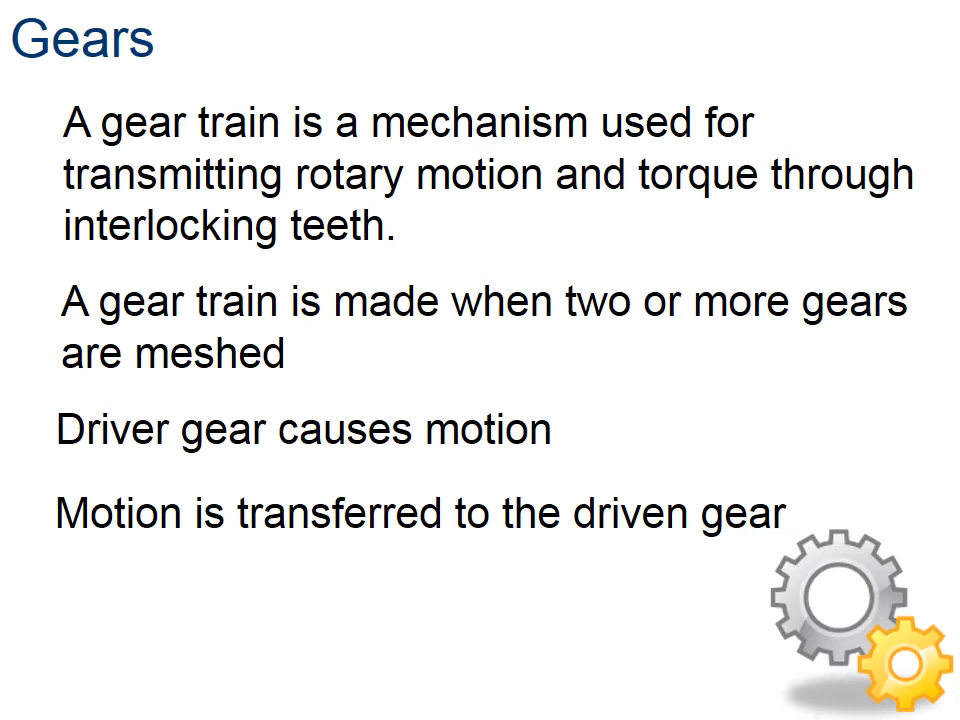 Gears
A gear train is a mechanism used for
transmitting rotary motion and torque through
interlocking teeth.
A gear train is made when two or more gears
are meshed
Driver gear causes motion
Motion is transferred to the driven gear